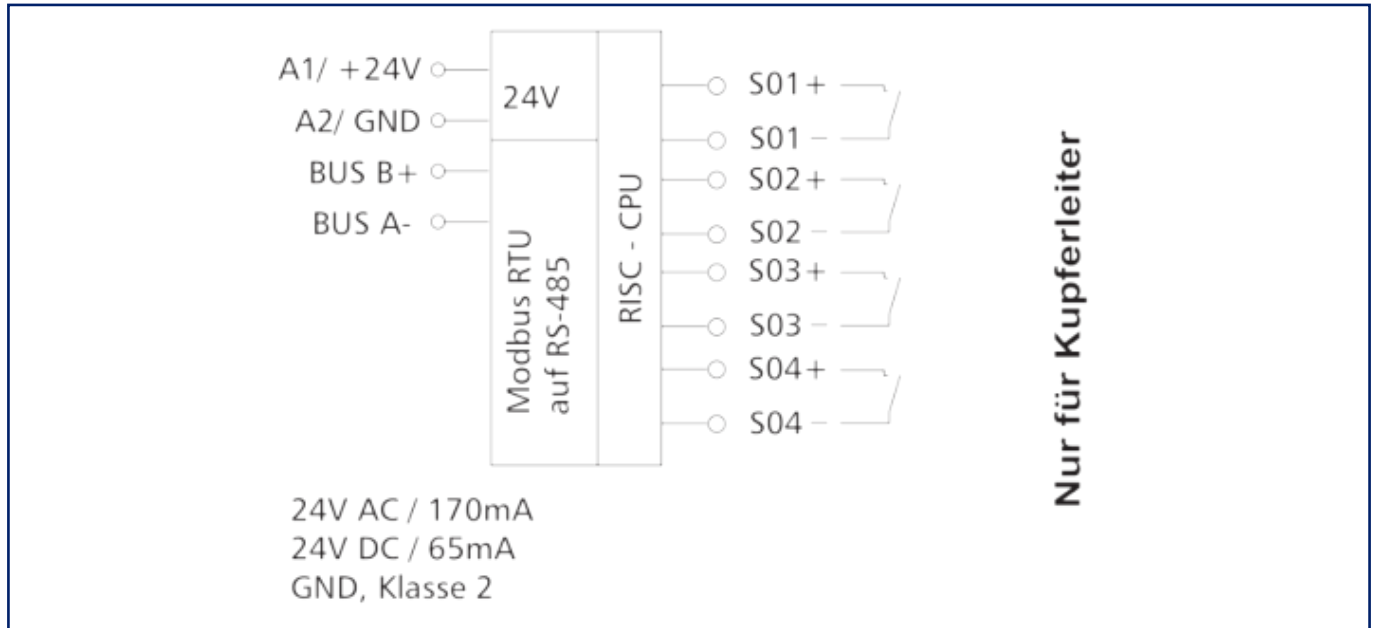 A1/ +24V
A2/ GND
BUS B+
BUS A-
24V
Modbus RTU
auf RS-485
RISC - CPU
S01+
S01-
S02+
S02-
S03+
S03-
S04+
S04-
Nur für Kupferleiter
24V AC / 170mA
24V DC / 65mA
GND, Klasse 2